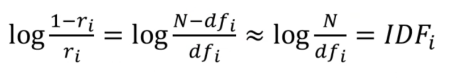 log (1−r_i)/r_i = log (N−df_i)/df_i ≈ log N/df_i = IDF_i